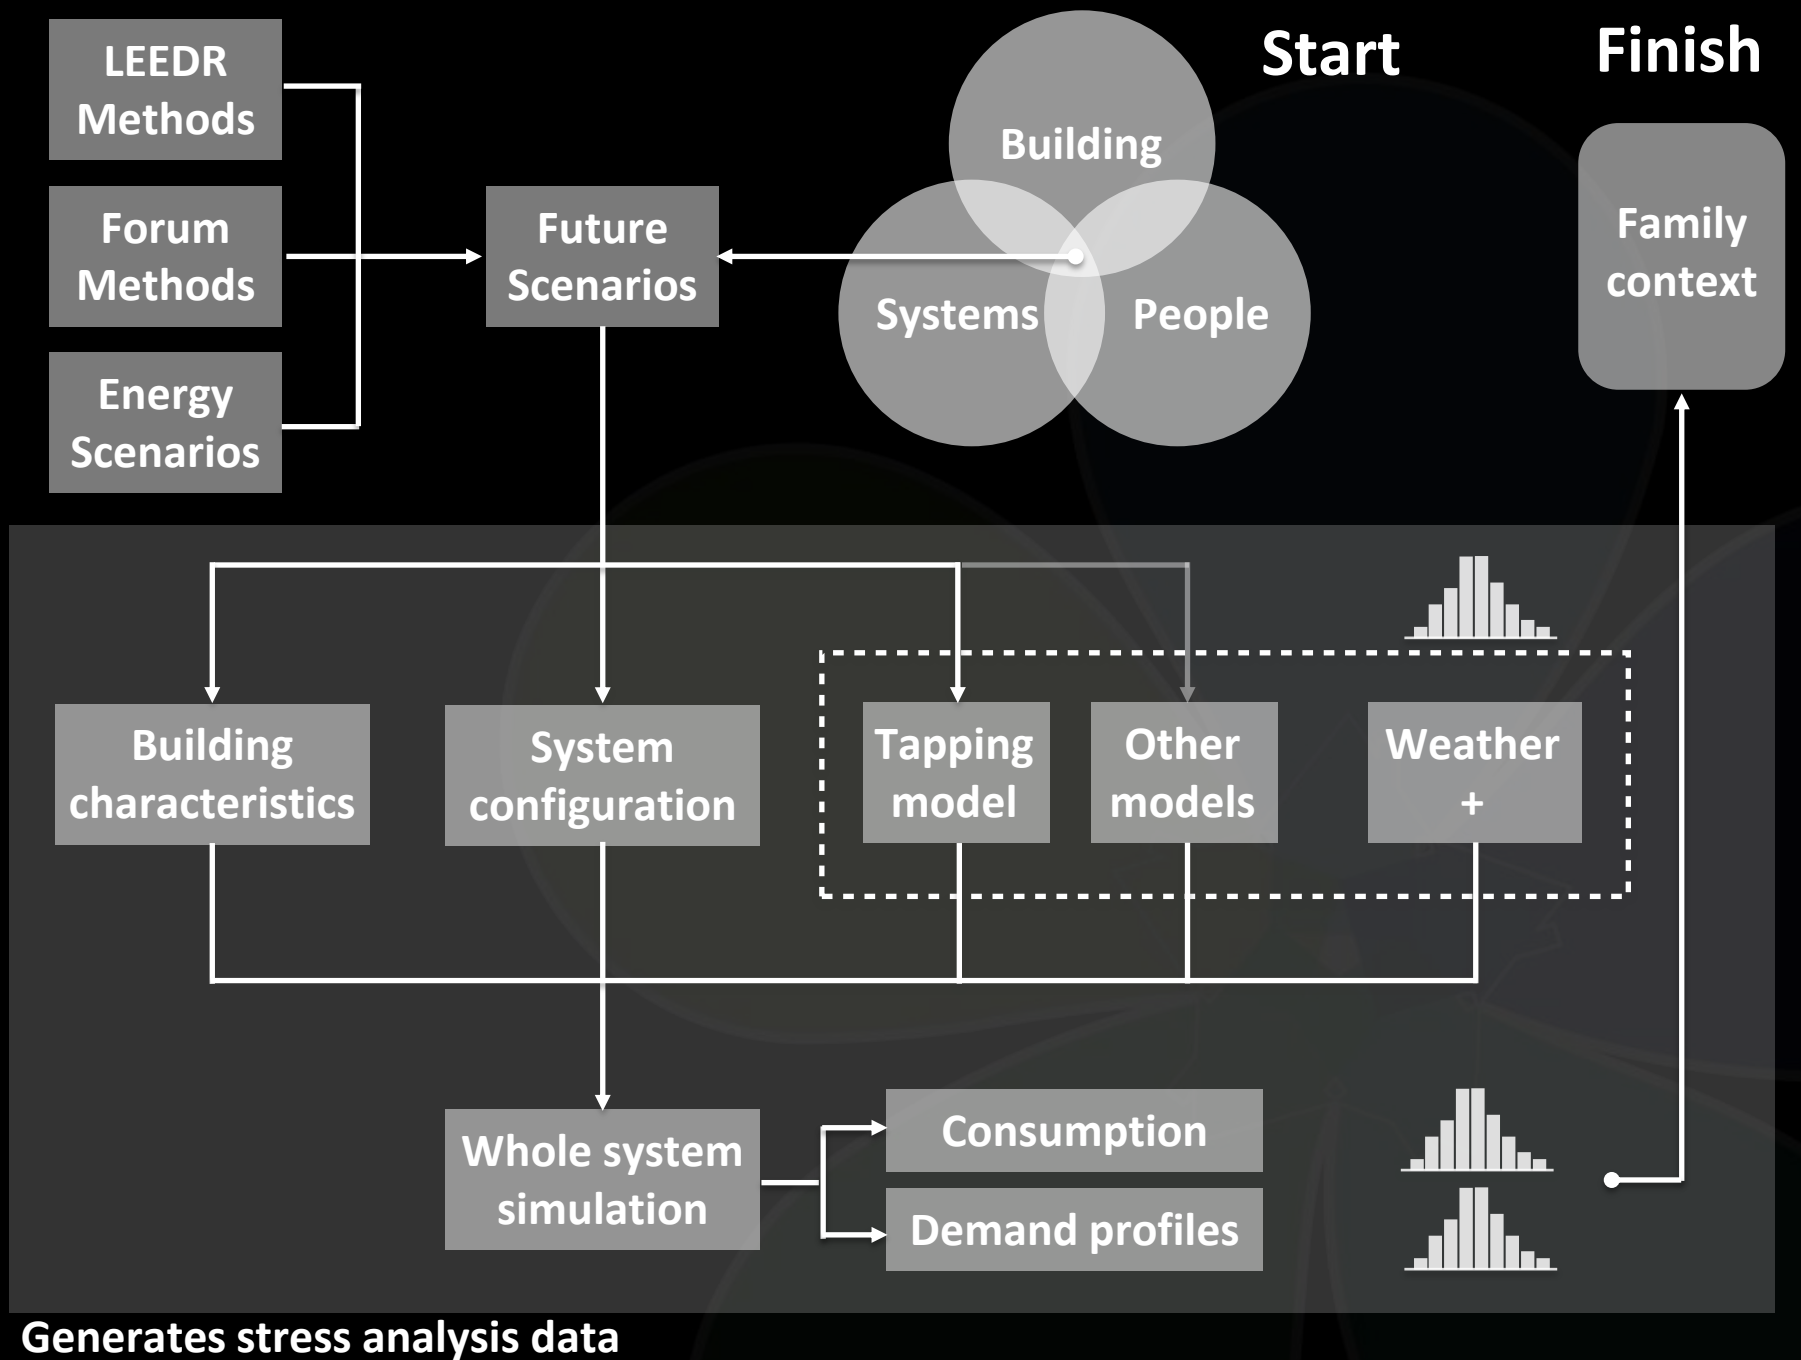 Start
Finish
LEEDR
Methods
Forum
Methods
Energy
Scenarios
Future
Scenarios
Building
Systems
People
Family
context
Building
characteristics
System
configuration
Tapping
model
Other
models
Weather
+
Whole system
simulation
Consumption
Demand profiles
Generates stress analysis data